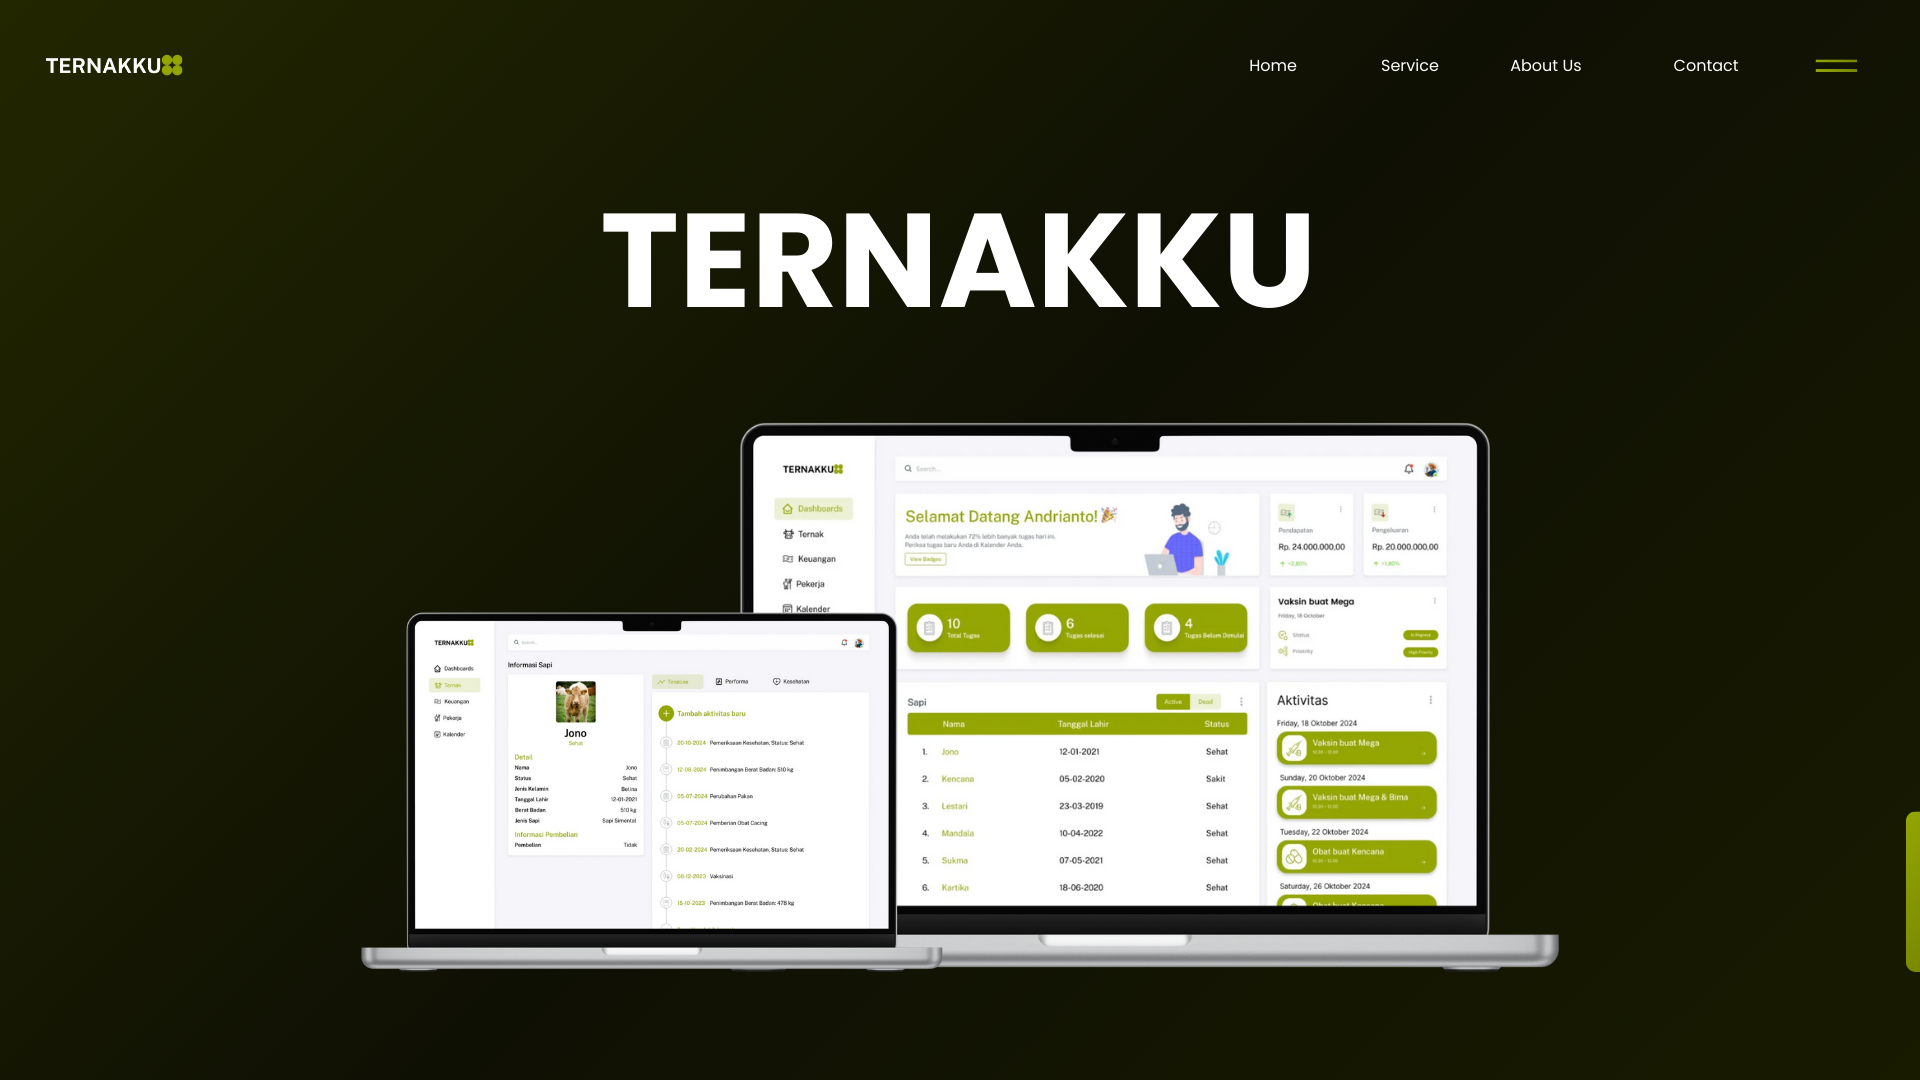 TERNAKKU
Home
Service
About Us
Contact
TERNAKKU
TERNAKKU
Search...
Dashboards
Ternak
Keuangan
Pekerja
Kalender
Selamat Datang Andrianto!
Anda telah melakukan 72% lebih banyak tugas hari ini.
Periksa tugas baru Anda di Kalender Anda.
View Badges
Pendapatan
Rp. 24.000.000,00
Pengeluaran
Rp. 20.000.000,00
10
Total Tugas
6
Tugas selesai
4
Tugas Belum Dimulai
Vaksin buat Mega
Friday, 18 October
Status
In Progress
Priority
High Priority
Sapi
Active
Dead
Nama Tanggal Lahir Status
1. Jono 12-01-2021 Sehat
2. Kencana 05-02-2020 Sakit
3. Lestari 23-03-2019 Sehat
4. Mandala 10-04-2022 Sehat
5. Sukma 07-05-2021 Sehat
6. Kartika 18-06-2020 Sehat
Aktivitas
Friday, 18 Oktober 2024
Vaksin buat Mega
Sunday, 20 Oktober 2024
Vaksin buat Mega & Bima
Tuesday, 22 Oktober 2024
Obat buat Kencana
Saturday, 26 Oktober 2024
Obat buat Kencana
TERNAKKU
Search...
Dashboards
Ternak
Keuangan
Pekerja
Kalender
Informasi Sapi
Jono
Sehat
Detail
Nama Jono
Status Sehat
Jenis Kelamin Betina
Tanggal Lahir 12-01-2021
Berat Badan 510 kg
Jenis Sapi Sapi Simental
Informasi Pembelian
Pembelian Tidak
Timeline
Performa
Kesehatan
Tambah aktivitas baru
20-10-2024 Pemeriksaan Kesehatan, Status: Sehat
12-08-2024 Penimbangan Berat Badan: 510 kg
05-07-2024 Perubahan Pakan
05-07-2024 Pemberian Obat Cacing
20-02-2024 Pemeriksaan Kesehatan, Status: Sehat
08-12-2023 Vaksinasi
15-10-2023 Penimbangan Berat Badan: 478 kg